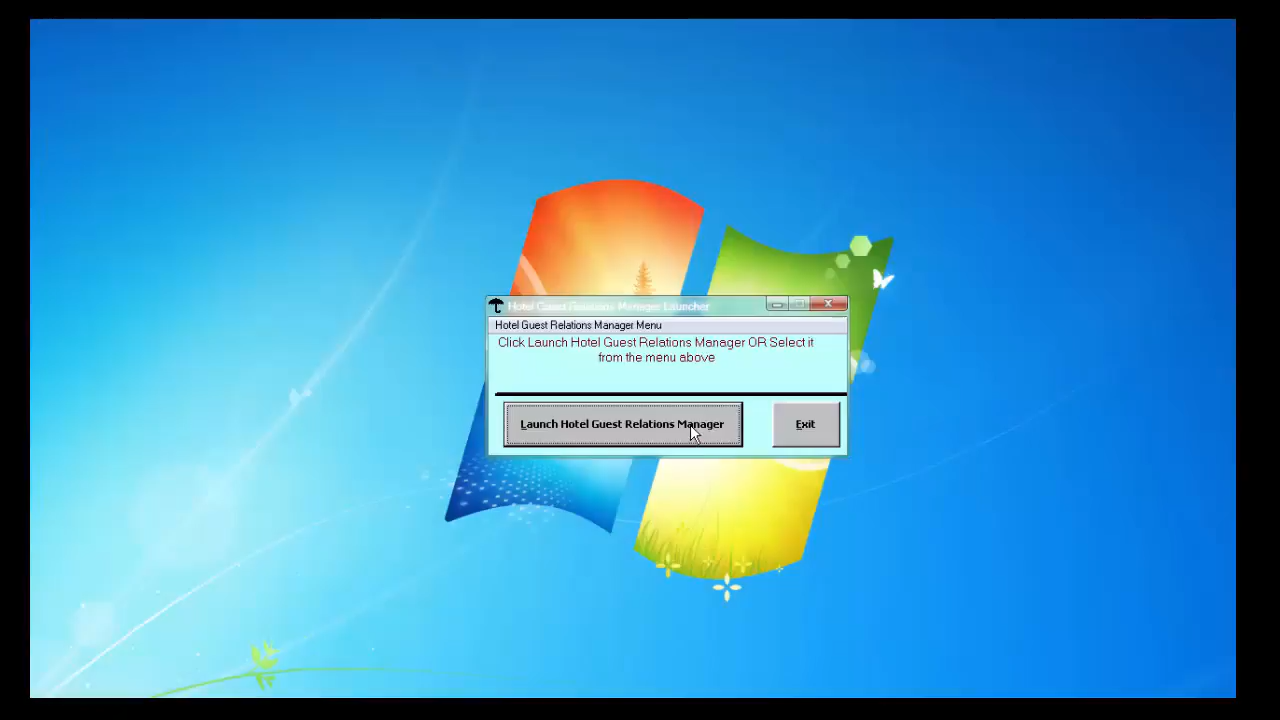 Hotel Guest Relations Manager Launcher
Hotel Guest Relations Manager Menu
Click Launch Hotel Guest Relations Manager OR Select it
from the menu above
Launch Hotel Guest Relations Manager
Exit